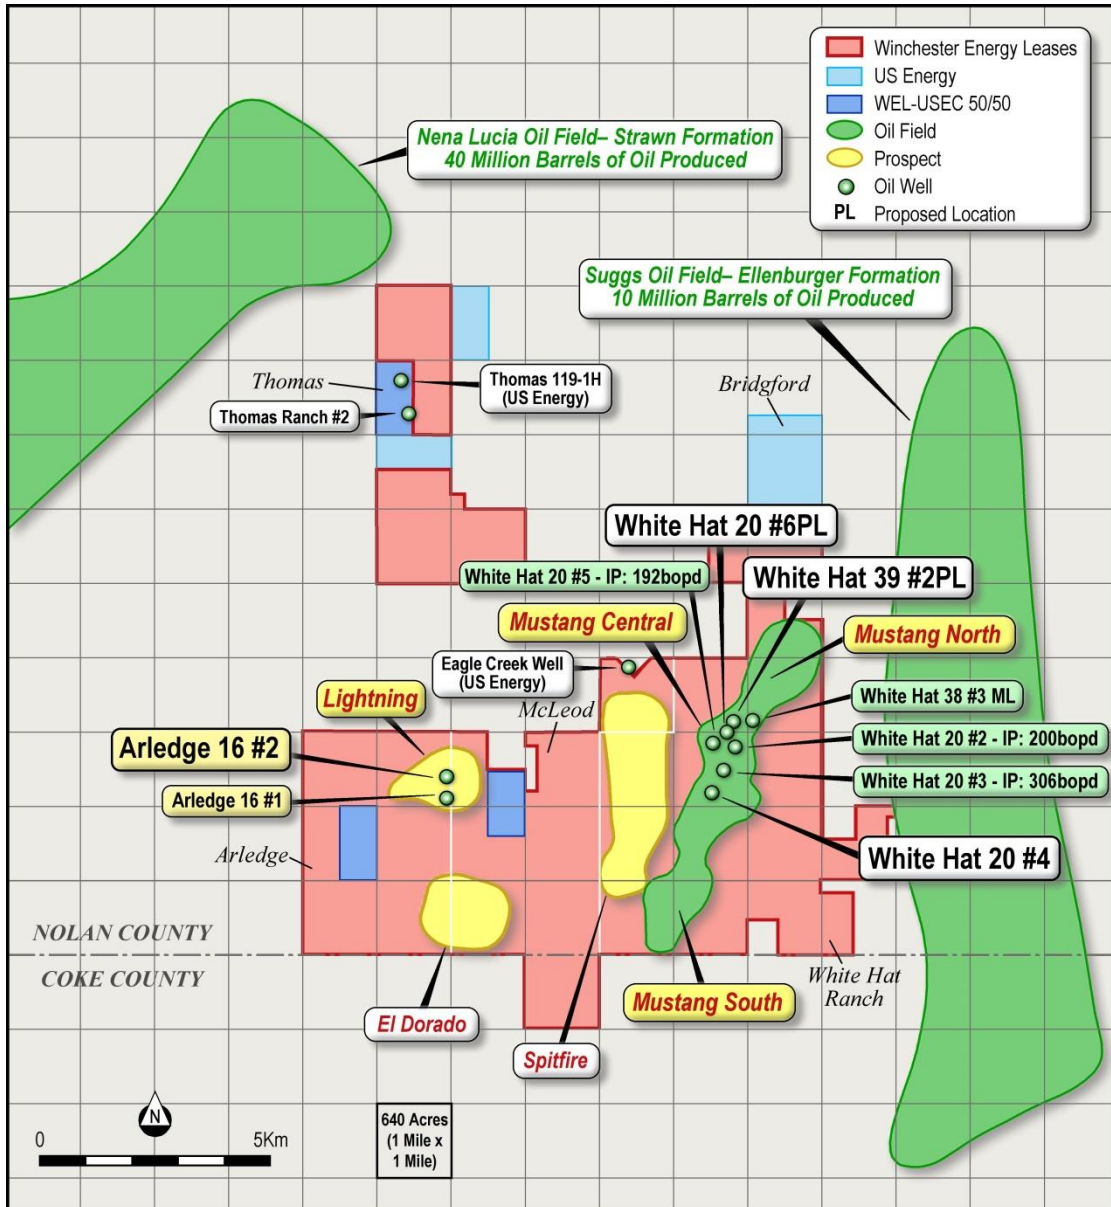 Winchester Energy Leases
US Energy
WEL-USEC 50/50
Oil Field
Prospect
Oil Well
PL Proposed Location
Nena Lucia Oil Field– Strawn Formation
40 Million Barrels of Oil Produced
Suggs Oil Field– Ellenburger Formation
10 Million Barrels of Oil Produced
Thomas
Thomas 119-1H
(US Energy)
Thomas Ranch #2
Bridgford
White Hat 20 #6PL
White Hat 20 #5 - IP: 192bopd
White Hat 39 #2PL
Mustang Central
Mustang North
Eagle Creek Well
(US Energy)
McLeod
Lightning
White Hat 38 #3 ML
Arledge 16 #2
White Hat 20 #2 - IP: 200bopd
White Hat 20 #3 - IP: 306bopd
Arledge 16 #1
Arledge
White Hat 20 #4
NOLAN COUNTY
COKE COUNTY
White Hat
Ranch
Mustang South
El Dorado
Spitfire
N
0 5Km
640 Acres
(1 Mile x
1 Mile)